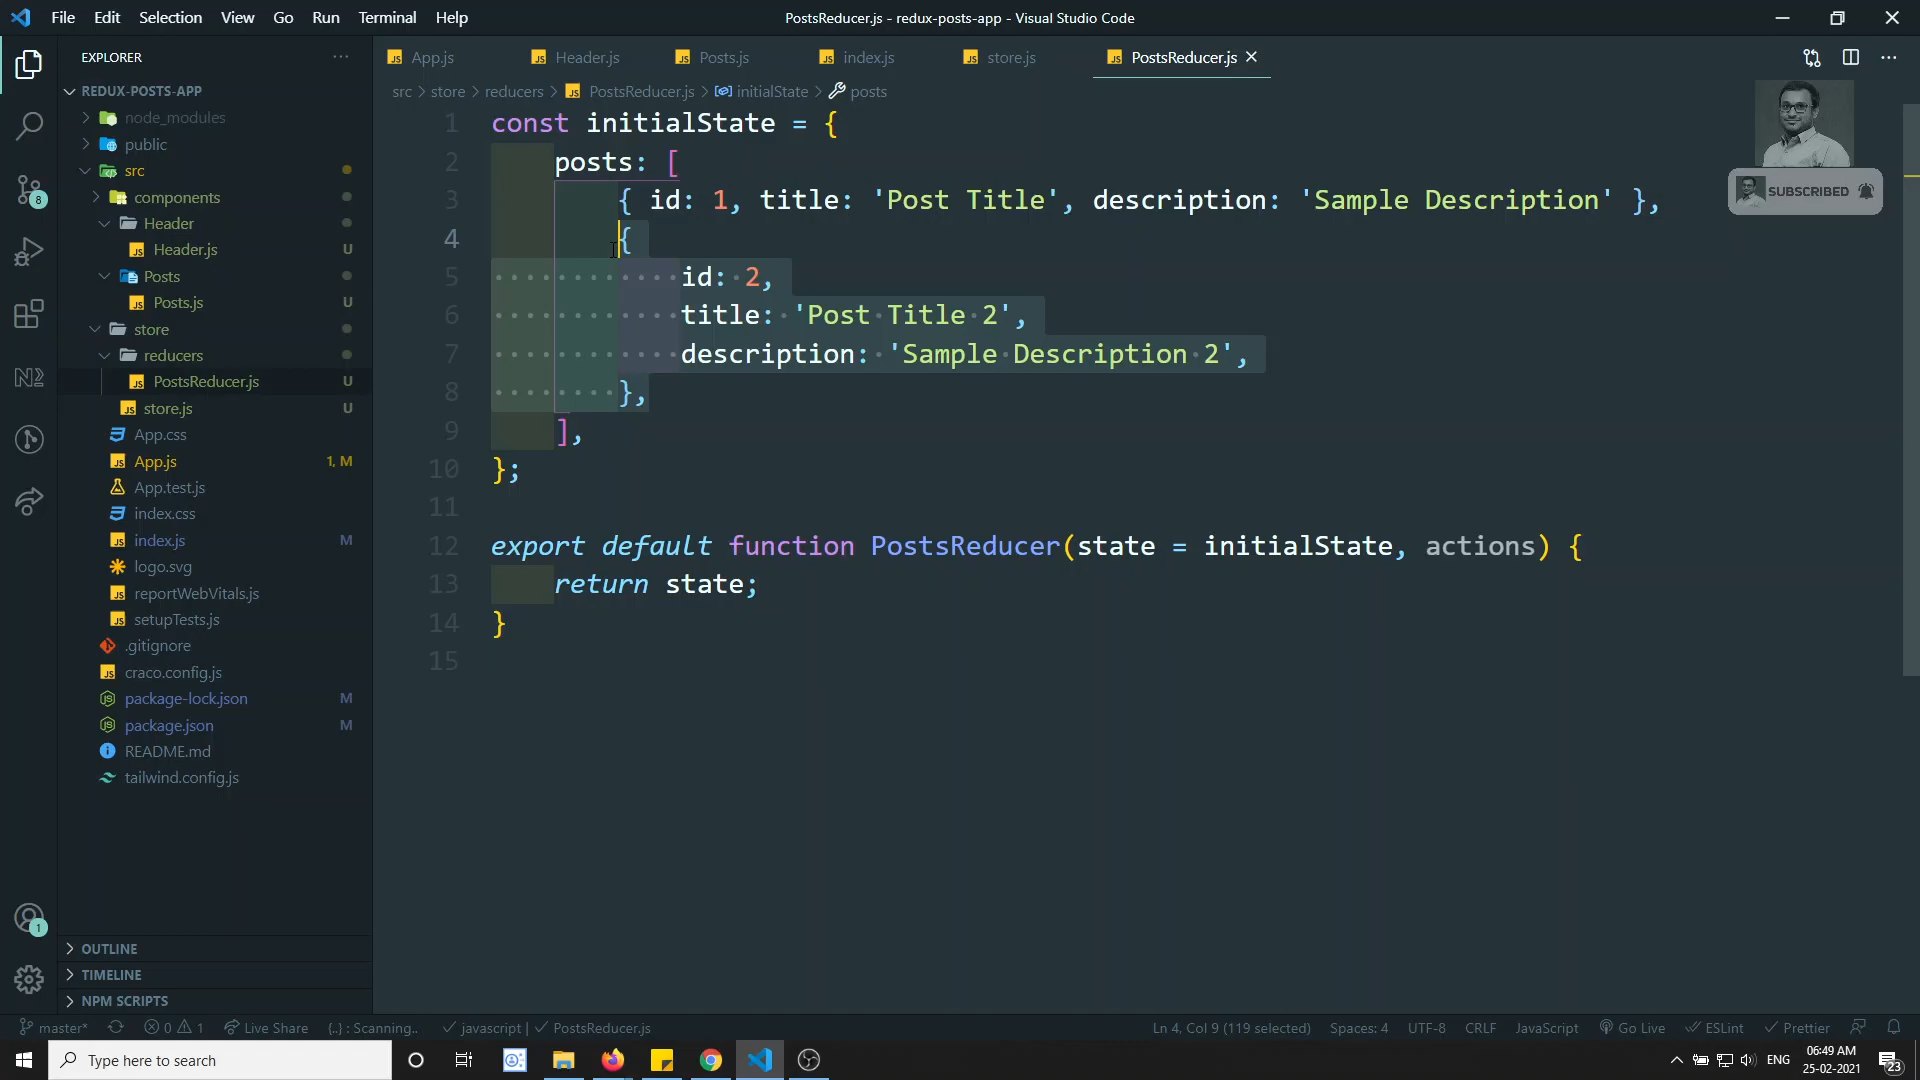 File Edit Selection View Go Run Terminal Help
PostsReducer.js - redux-posts-app - Visual Studio Code
EXPLORER
REDUX-POSTS-APP
node_modules
public
src
components
Header
Header.js U
Posts
Posts.js U
store
reducers
PostsReducer.js U
store.js U
App.css
App.js 1, M
App.test.js
index.css
index.js M
logo.svg
reportWebVitals.js
setupTests.js
.gitignore
craco.config.js
package-lock.json M
package.json M
README.md
tailwind.config.js
OUTLINE
TIMELINE
NPM SCRIPTS
8
1
App.js Header.js Posts.js index.js store.js PostsReducer.js
src > store > reducers > PostsReducer.js > initialState > posts
1 const initialState = {
2 posts: [
3 { id: 1, title: 'Post Title', description: 'Sample Description' },
4 {
5 id: 2,
6 title: 'Post Title 2',
7 description: 'Sample Description 2',
8 },
9 ],
10 };
11
12 export default function PostsReducer(state = initialState, actions) {
13 return state;
14 }
15
SUBSCRIBED
master* 0 1 Live Share {..} : Scanning.. javascript | PostsReducer.js Ln 4, Col 9 (119 selected) Spaces: 4 UTF-8 CRLF JavaScript Go Live ESLint Prettier
Type here to search
ENG
06:49 AM
25-02-2021
23